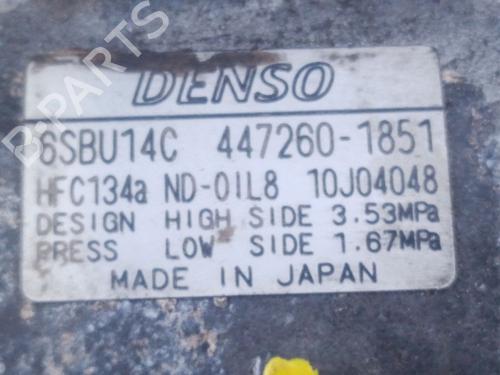 DENSO
6SBU14C 447260-1851
HFC134a ND-OIL8 10J04048
DESIGN HIGH SIDE 3.53MPa
PRESS LOW SIDE 1.67MPa
MADE IN JAPAN
B-PARTS